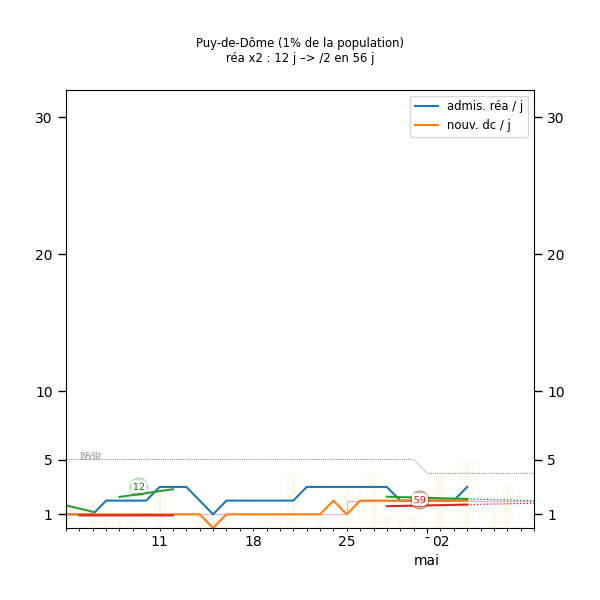 Puy-de-Dôme (1% de la population)
réa x2 : 12 j –> /2 en 56 j
admis. réa / j
nouv. dc / j
30 30
20 20
10 10
5 5
12
59
1 1
11 18 25 02
mai